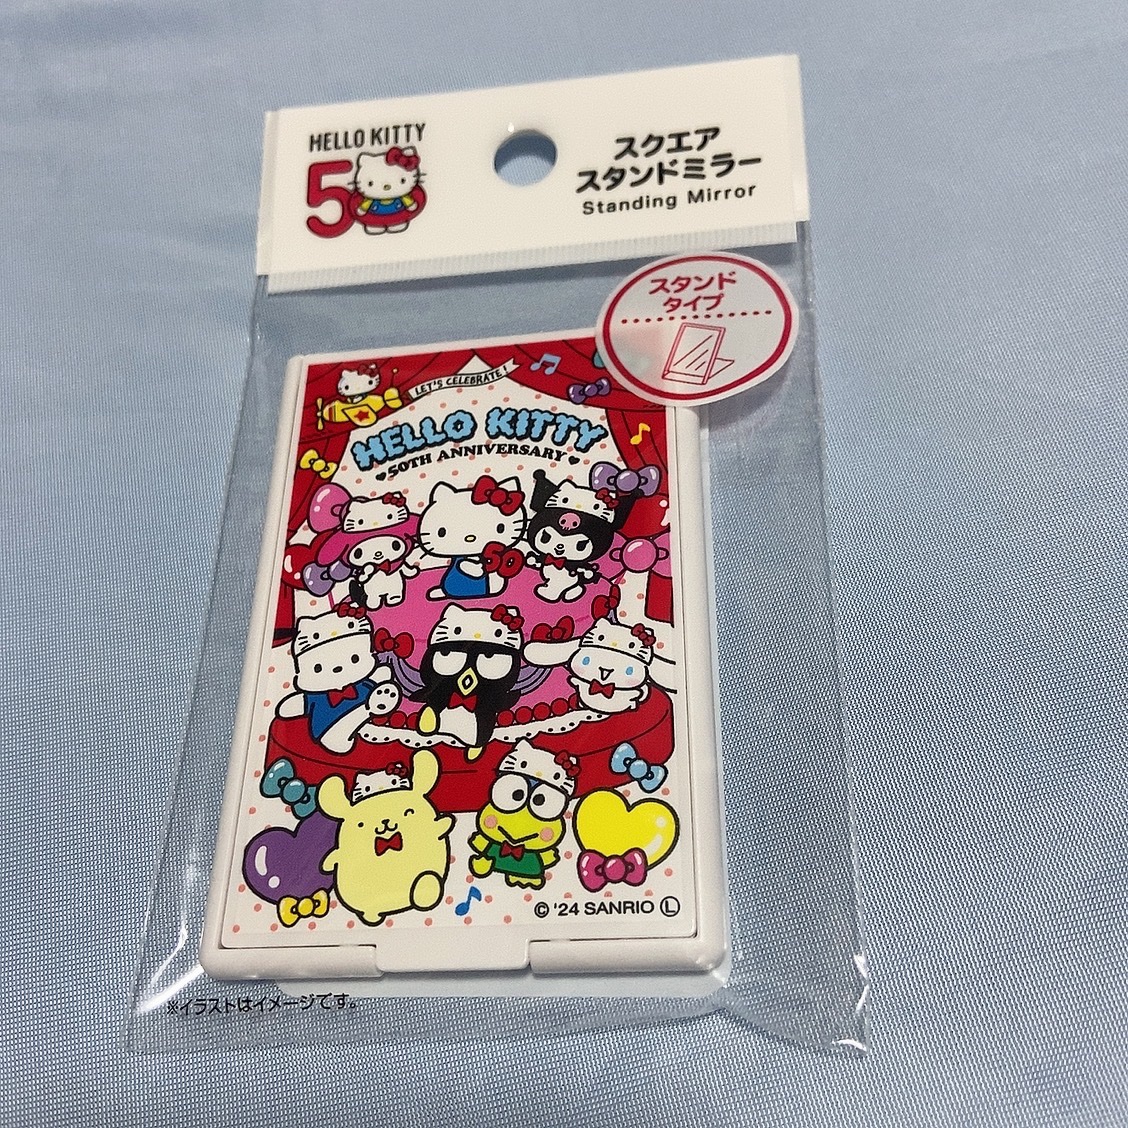 HELLO KITTY
50
スクエア
スタンドミラー
Standing Mirror
スタンド
タイプ
LET'S CELEBRATE!
HELLO KITTY
♥50TH ANNIVERSARY♥
50
© '24 SANRIO Ⓛ
※イラストはイメージです。